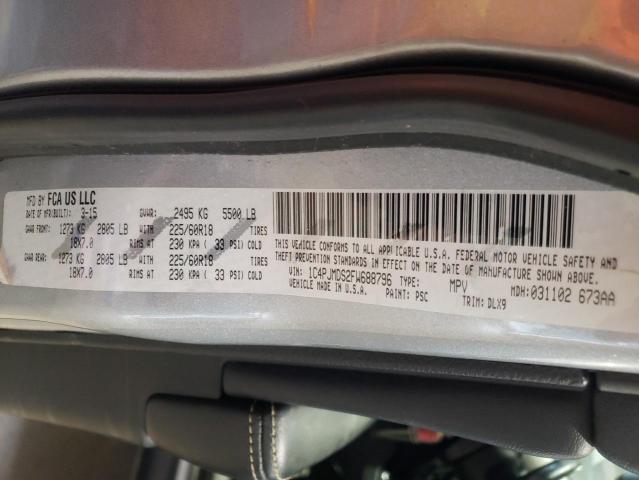 MFD BY FCA US LLC
DATE OF MFR(BUILT): 3-15 GVWR: 2495 KG 5500 LB
GAWR FRONT: 1273 KG 2805 LB WITH 225/60R18 TIRES
18X7.0 RIMS AT 230 KPA ( 33 PSI) COLD
GAWR REAR: 1273 KG 2805 LB WITH 225/60R18 TIRES
18X7.0 RIMS AT 230 KPA ( 33 PSI) COLD
THIS VEHICLE CONFORMS TO ALL APPLICABLE U.S.A. FEDERAL MOTOR VEHICLE SAFETY AND
THEFT PREVENTION STANDARDS IN EFFECT ON THE DATE OF MANUFACTURE SHOWN ABOVE.
VIN: 1C4PJMDS2FW688796 TYPE: MPV MDH: 031102 673AA
VEHICLE MADE IN U.S.A. PAINT: PSC TRIM: DLX9